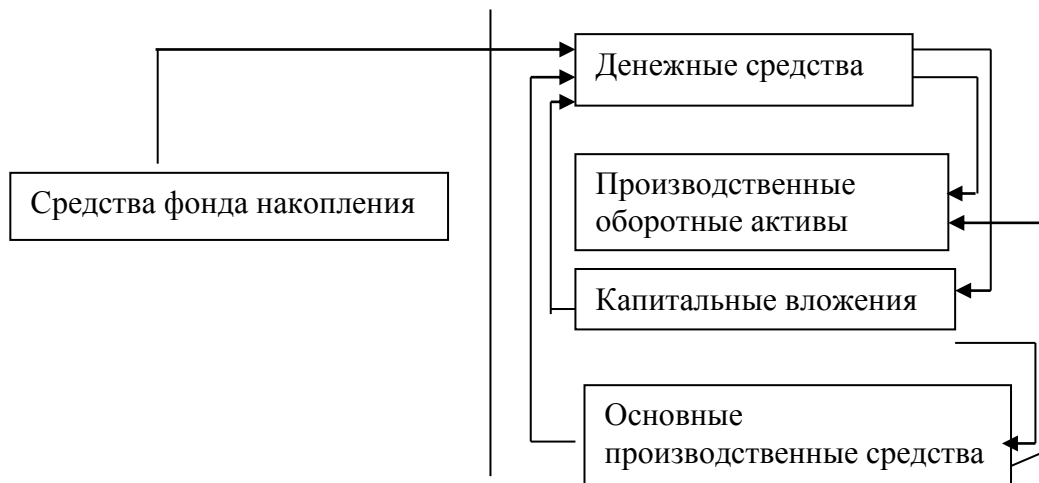 Денежные средства
Средства фонда накопления
Производственные
оборотные активы
Капитальные вложения
Основные
производственные средства